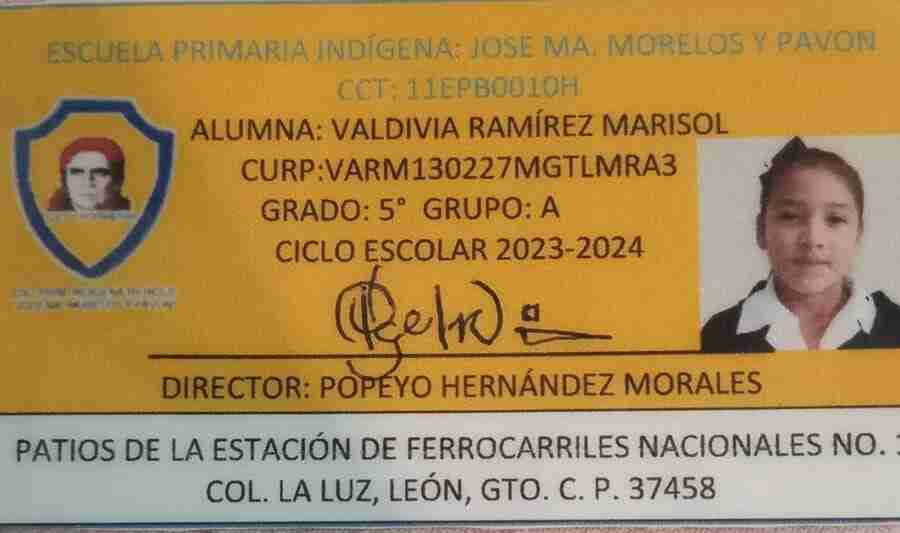 ESCUELA PRIMARIA INDÍGENA: JOSE MA. MORELOS Y PAVON
CCT: 11EPB0010H
ALUMNA: VALDIVIA RAMÍREZ MARISOL
CURP:VARM130227MGTLMRA3
GRADO: 5° GRUPO: A
CICLO ESCOLAR 2023-2024
DIRECTOR: POPEYO HERNÁNDEZ MORALES
PATIOS DE LA ESTACIÓN DE FERROCARRILES NACIONALES NO.
COL. LA LUZ, LEÓN, GTO. C. P. 37458